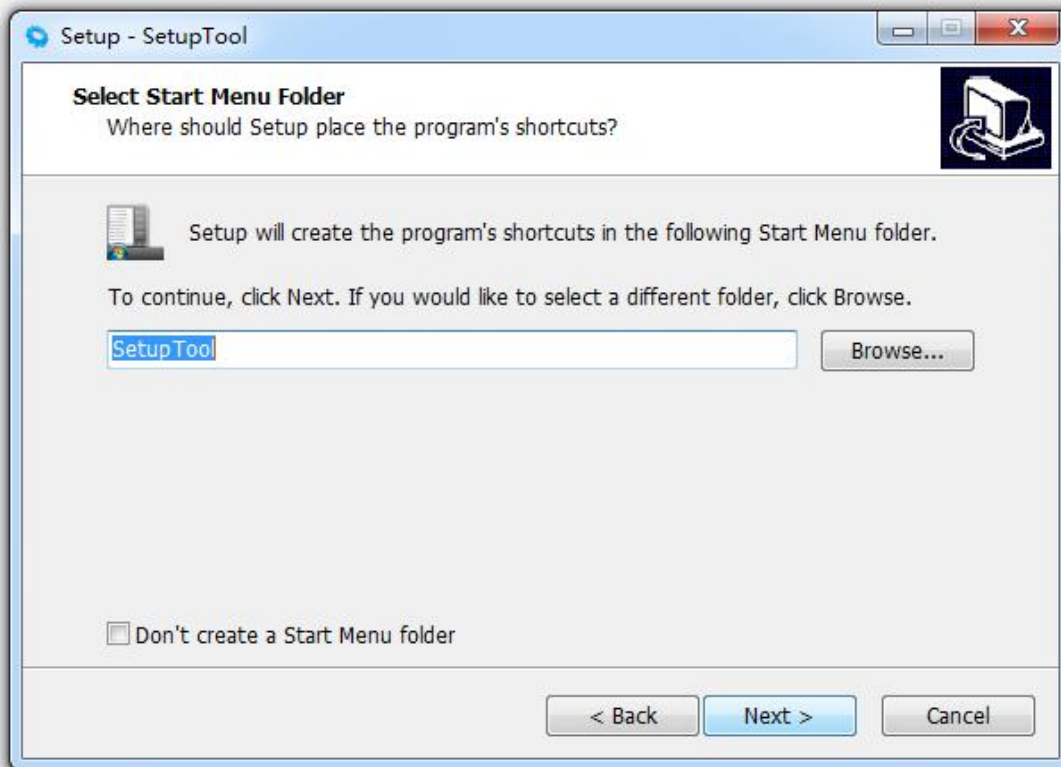 Setup - SetupTool
Select Start Menu Folder
Where should Setup place the program's shortcuts?
Setup will create the program's shortcuts in the following Start Menu folder.
To continue, click Next. If you would like to select a different folder, click Browse.
SetupTool
Browse...
Don't create a Start Menu folder
< Back
Next >
Cancel